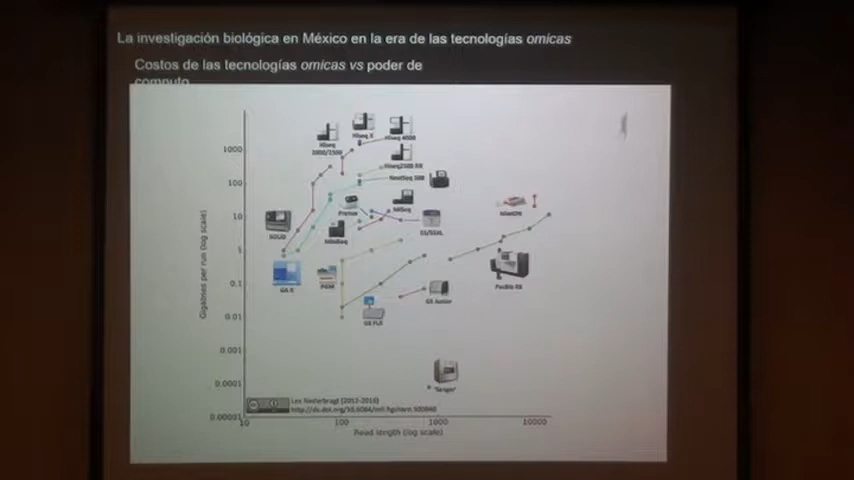 La investigación biológica en México en la era de las tecnologías omicas
Costos de las tecnologías omicas vs poder de
computo
Hiseq X
Hiseq 4000
Hiseq
2000/2500
Hiseq2500 RR
NextSeq 500
1000
100
10
1
0.1
0.01
0.001
0.0001
0.00001
Gigabases per run (log scale)
SOLiD
Proton
MiSeq
MiniSeq
S5/S5XL
MinION
GA II
PGM
GS Junior
PacBio RS
GS FLX
"Sanger"
Lex Nederbragt (2012-2016)
10
100
1000
10000
Read length (log scale)